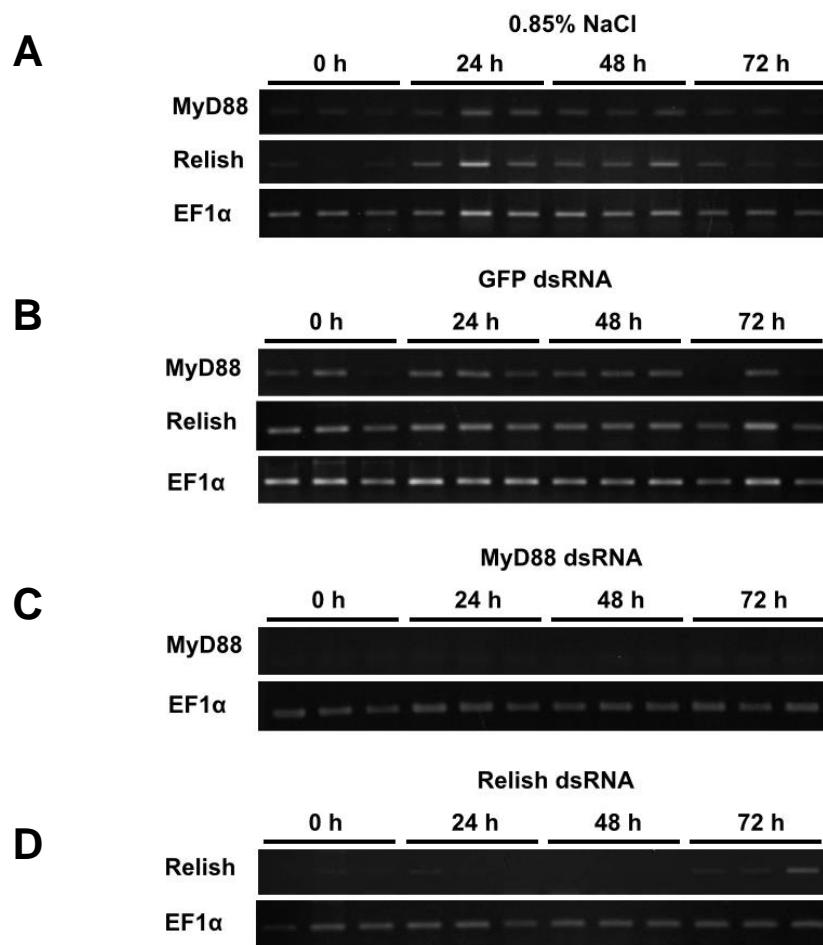 A
0.85% NaCl
0 h 24 h 48 h 72 h
MyD88
Relish
EF1α
B
GFP dsRNA
0 h 24 h 48 h 72 h
MyD88
Relish
EF1α
C
MyD88 dsRNA
0 h 24 h 48 h 72 h
MyD88
EF1α
D
Relish dsRNA
0 h 24 h 48 h 72 h
Relish
EF1α